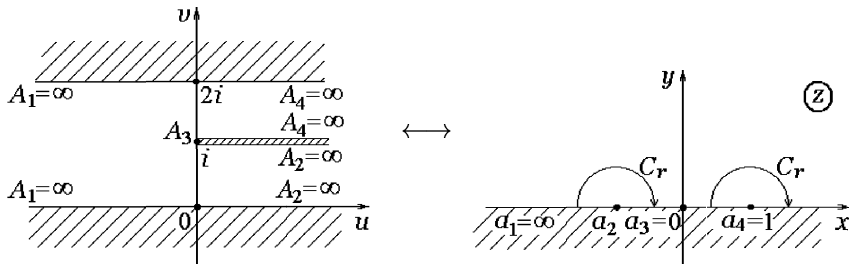 v
y
z
A₁=∞ 2i A₄=∞
A₃ A₄=∞
i A₂=∞
C_r C_r
A₁=∞ A₂=∞
0 u
a₁=∞ a₂ a₃=0 a₄=1 x